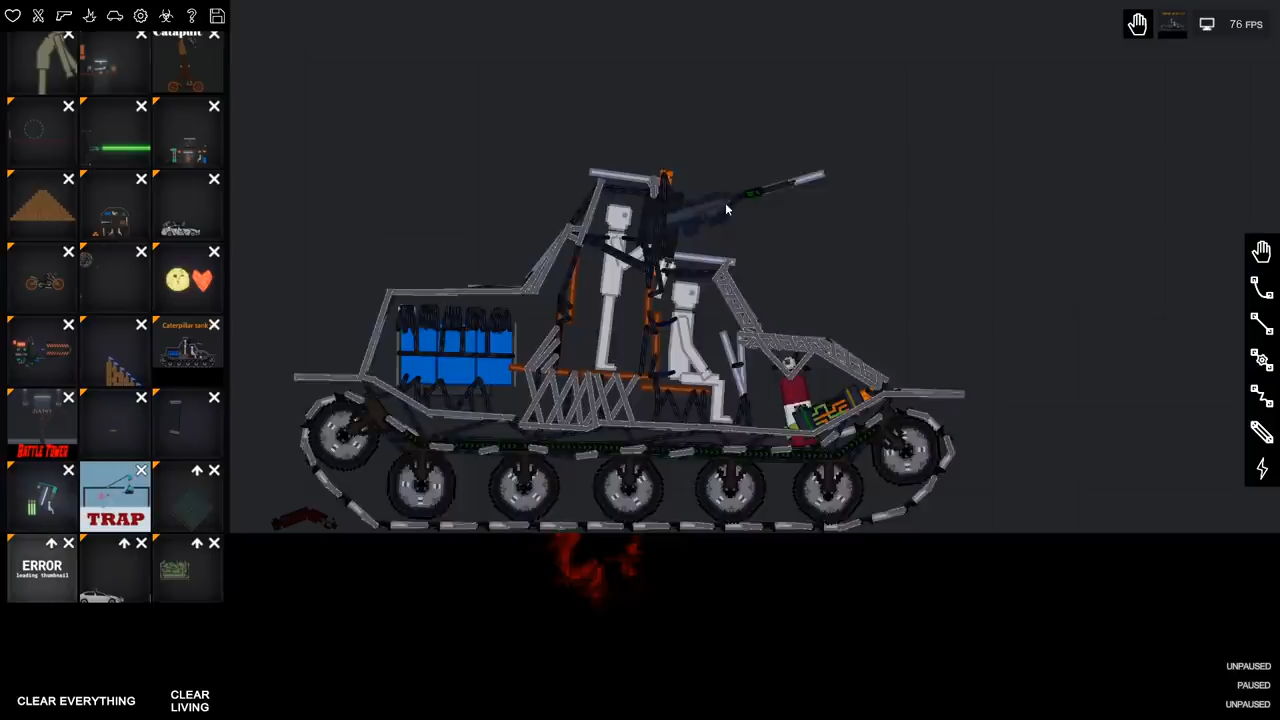 76 FPS
Catapult
Caterpillar tank
BATTLE TOWER
TRAP
ERROR
loading thumbnail
CLEAR EVERYTHING
CLEAR
LIVING
UNPAUSED
PAUSED
UNPAUSED